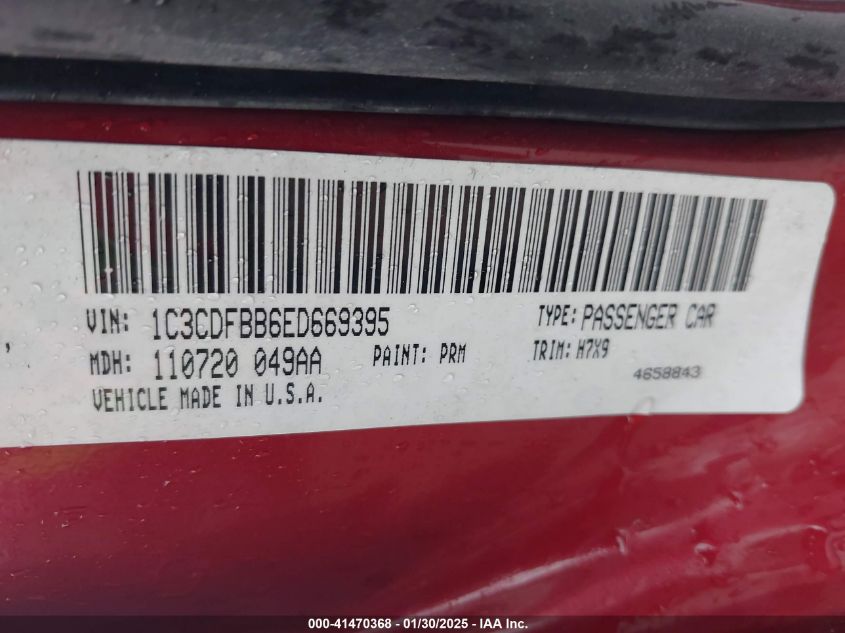 VIN: 1C3CDFBB6ED669395 TYPE: PASSENGER CAR
MDH: 110720 049AA PAINT: PRM TRIM: H7X9
4658843
VEHICLE MADE IN U.S.A.
000-41470368 - 01/30/2025 - IAA Inc.